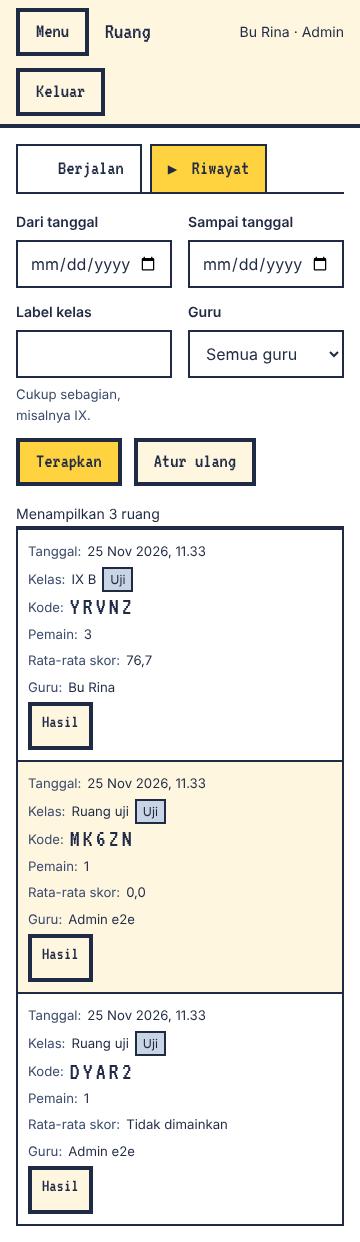 Menu Ruang Bu Rina · Admin
Keluar
Berjalan ► Riwayat
Dari tanggal Sampai tanggal
mm/dd/yyyy mm/dd/yyyy
Label kelas Guru
Semua guru
Cukup sebagian,
misalnya IX.
Terapkan Atur ulang
Menampilkan 3 ruang
Tanggal: 25 Nov 2026, 11.33
Kelas: IX B Uji
Kode: YRVNZ
Pemain: 3
Rata-rata skor: 76,7
Guru: Bu Rina
Hasil
Tanggal: 25 Nov 2026, 11.33
Kelas: Ruang uji Uji
Kode: MK6ZN
Pemain: 1
Rata-rata skor: 0,0
Guru: Admin e2e
Hasil
Tanggal: 25 Nov 2026, 11.33
Kelas: Ruang uji Uji
Kode: DYAR2
Pemain: 1
Rata-rata skor: Tidak dimainkan
Guru: Admin e2e
Hasil